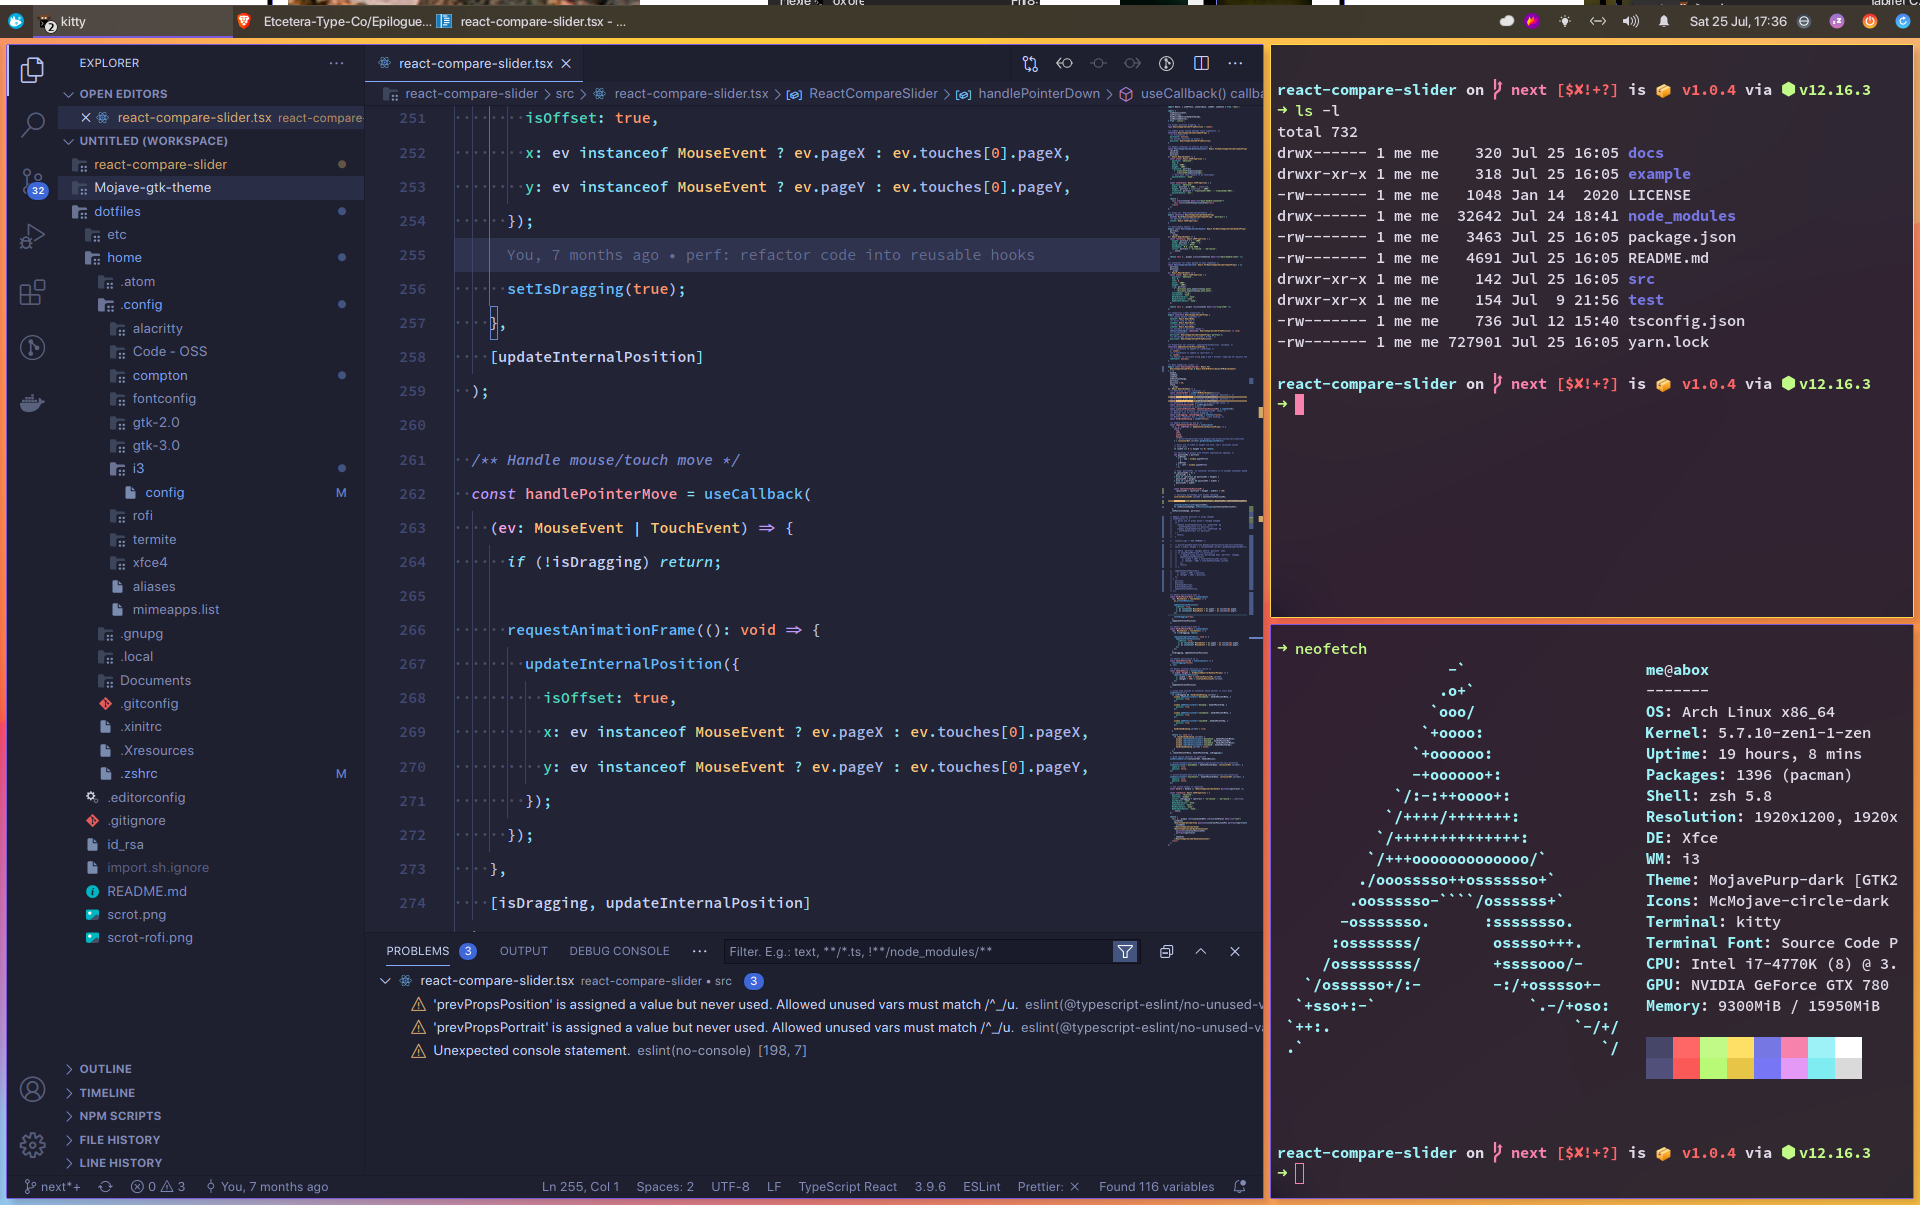 kitty
2
Etcetera-Type-Co/Epilogue...
react-compare-slider.tsx - ...
Sat 25 Jul, 17:36
EXPLORER
OPEN EDITORS
react-compare-slider.tsx react-compare-
UNTITLED (WORKSPACE)
react-compare-slider
Mojave-gtk-theme
dotfiles
etc
home
.atom
.config
alacritty
Code - OSS
compton
fontconfig
gtk-2.0
gtk-3.0
i3
config M
rofi
termite
xfce4
aliases
mimeapps.list
.gnupg
.local
Documents
.gitconfig
.xinitrc
.Xresources
.zshrc M
.editorconfig
.gitignore
id_rsa
import.sh.ignore
README.md
scrot.png
scrot-rofi.png
OUTLINE
TIMELINE
NPM SCRIPTS
FILE HISTORY
LINE HISTORY
32
react-compare-slider.tsx
react-compare-slider > src > react-compare-slider.tsx > ReactCompareSlider > handlePointerDown > useCallback() callba
251 isOffset: true,
252 x: ev instanceof MouseEvent ? ev.pageX : ev.touches[0].pageX,
253 y: ev instanceof MouseEvent ? ev.pageY : ev.touches[0].pageY,
254 });
255 You, 7 months ago • perf: refactor code into reusable hooks
256 setIsDragging(true);
257 },
258 [updateInternalPosition]
259 );
260
261 /** Handle mouse/touch move */
262 const handlePointerMove = useCallback(
263 (ev: MouseEvent | TouchEvent) => {
264 if (!isDragging) return;
265
266 requestAnimationFrame((): void => {
267 updateInternalPosition({
268 isOffset: true,
269 x: ev instanceof MouseEvent ? ev.pageX : ev.touches[0].pageX,
270 y: ev instanceof MouseEvent ? ev.pageY : ev.touches[0].pageY,
271 });
272 });
273 },
274 [isDragging, updateInternalPosition]
PROBLEMS 3 OUTPUT DEBUG CONSOLE ··· Filter. E.g.: text, **/*.ts, !**/node_modules/**
react-compare-slider.tsx react-compare-slider • src 3
'prevPropsPosition' is assigned a value but never used. Allowed unused vars must match /^_/u. eslint(@typescript-eslint/no-unused-v
'prevPropsPortrait' is assigned a value but never used. Allowed unused vars must match /^_/u. eslint(@typescript-eslint/no-unused-va
Unexpected console statement. eslint(no-console) [198, 7]
next*+ 0 3 You, 7 months ago Ln 255, Col 1 Spaces: 2 UTF-8 LF TypeScript React 3.9.6 ESLint Prettier: × Found 116 variables
react-compare-slider on next [$✘!+?] is v1.0.4 via v12.16.3
➜ ls -l
total 732
drwx------ 1 me me 320 Jul 25 16:05 docs
drwxr-xr-x 1 me me 318 Jul 25 16:05 example
-rw------- 1 me me 1048 Jan 14 2020 LICENSE
drwx------ 1 me me 32642 Jul 24 18:41 node_modules
-rw------- 1 me me 3463 Jul 25 16:05 package.json
-rw------- 1 me me 4691 Jul 25 16:05 README.md
drwxr-xr-x 1 me me 142 Jul 25 16:05 src
drwxr-xr-x 1 me me 154 Jul 9 21:56 test
-rw------- 1 me me 736 Jul 12 15:40 tsconfig.json
-rw------- 1 me me 727901 Jul 25 16:05 yarn.lock
react-compare-slider on next [$✘!+?] is v1.0.4 via v12.16.3
➜
➜ neofetch
me@abox
-------
OS: Arch Linux x86_64
Kernel: 5.7.10-zen1-1-zen
Uptime: 19 hours, 8 mins
Packages: 1396 (pacman)
Shell: zsh 5.8
Resolution: 1920x1200, 1920x
DE: Xfce
WM: i3
Theme: MojavePurp-dark [GTK2
Icons: McMojave-circle-dark
Terminal: kitty
Terminal Font: Source Code P
CPU: Intel i7-4770K (8) @ 3.
GPU: NVIDIA GeForce GTX 780
Memory: 9300MiB / 15950MiB
react-compare-slider on next [$✘!+?] is v1.0.4 via v12.16.3
➜